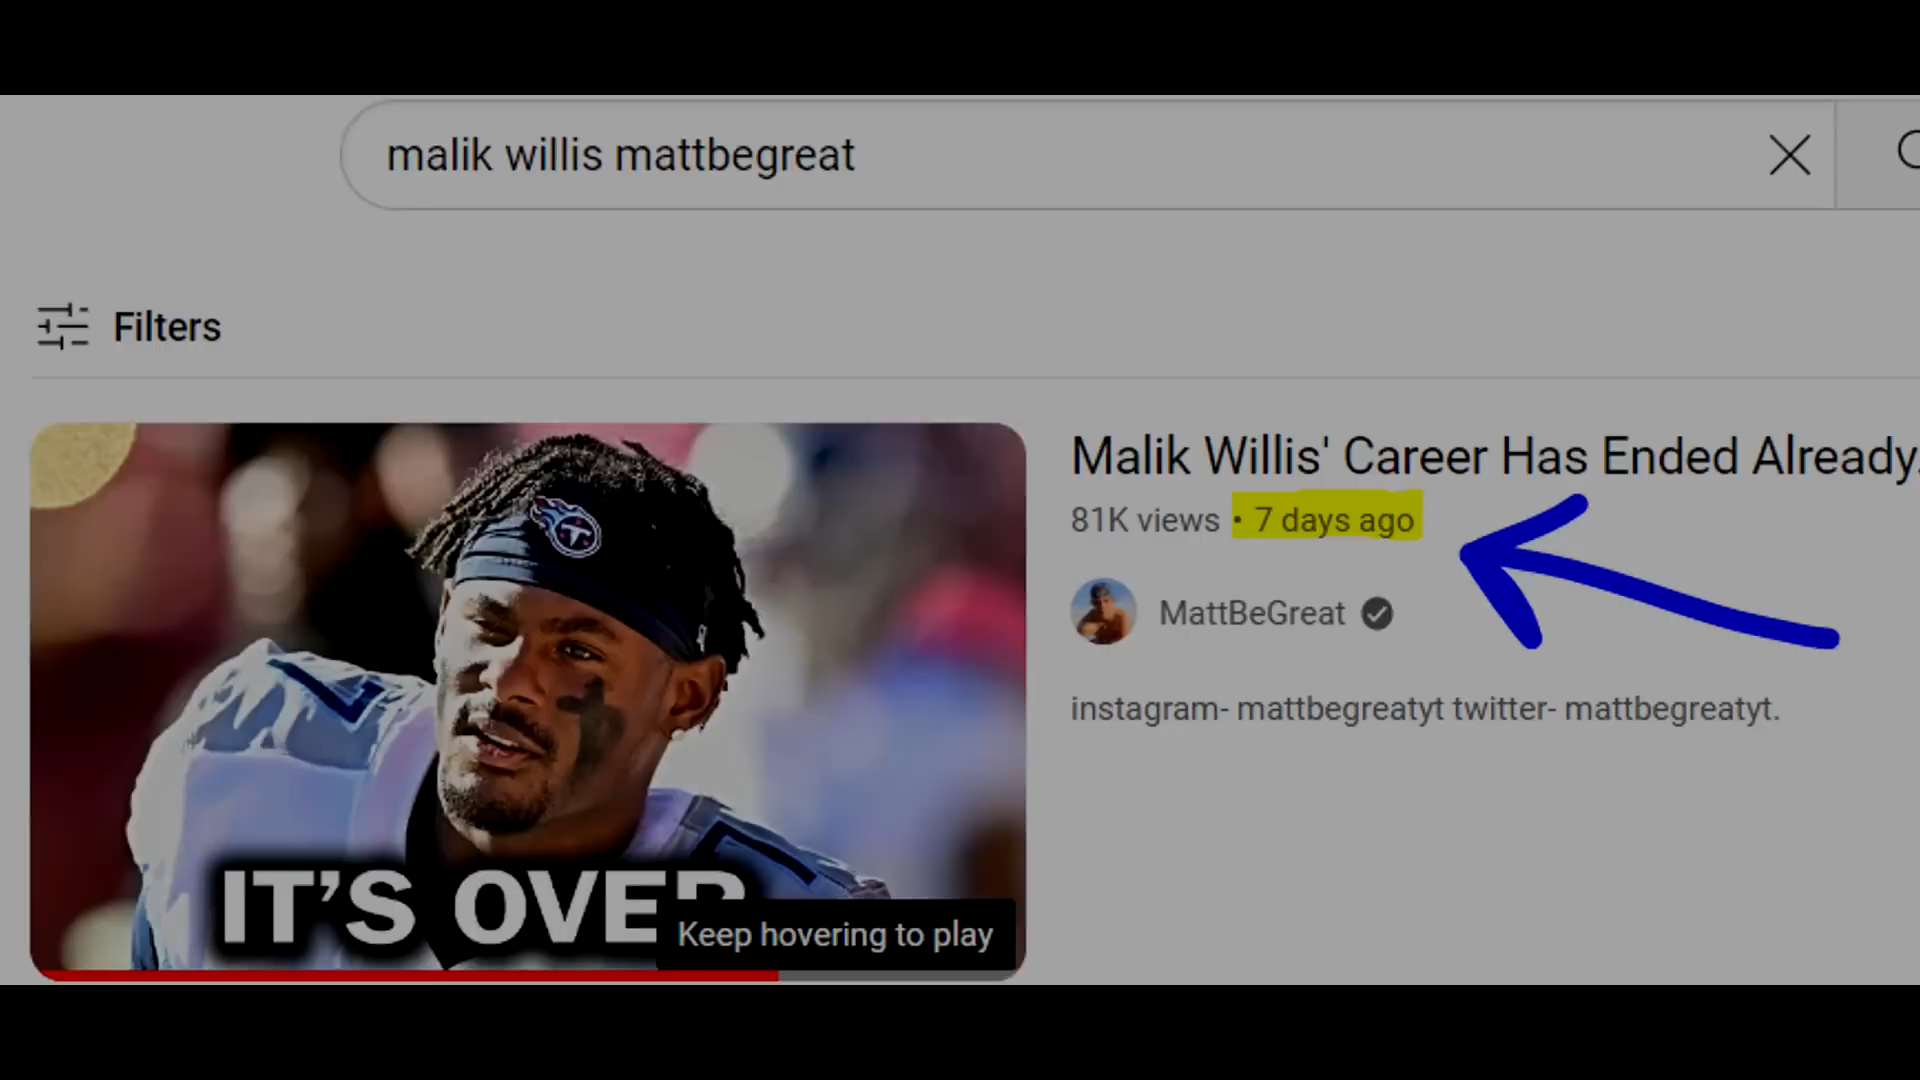 malik willis mattbegreat
Filters
Malik Willis' Career Has Ended Already.
81K views • 7 days ago
MattBeGreat
instagram- mattbegreatyt twitter- mattbegreatyt.
IT'S OVER
Keep hovering to play